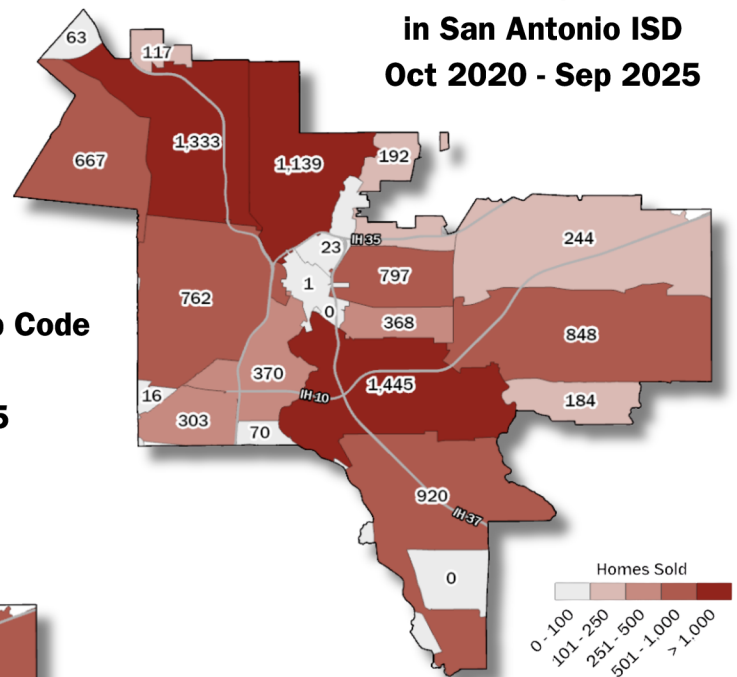 in San Antonio ISD
Oct 2020 - Sep 2025
63
117
1,333
1,139
192
667
IH 35
23
244
797
1
762
0
368
848
Code
370
1,445
16
IH-10
184
303
70
920
IH-37
0
Homes Sold
0 - 100
101 - 250
251 - 500
501 - 1,000
> 1,000